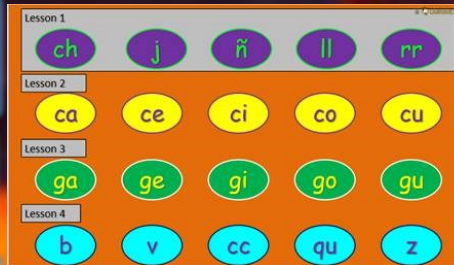 Lesson 1
ch j ñ ll rr
Lesson 2
ca ce ci co cu
Lesson 3
ga ge gi go gu
Lesson 4
b v cc qu z